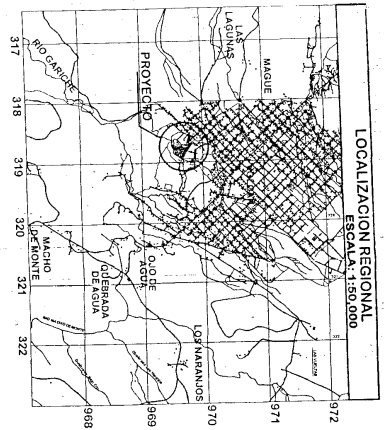 LOCALIZACION REGIONAL
ESCALA: 1:50,000
317
318
319
320
321
322
972
971
970
969
968
MAGUE
LAS
LAGUNAS
PROYECTO
RIO GARICHE
OJO DE
AGUA
LOS NARANJOS
QUEBRADA
DE AGUA
MACHO
DE MONTE